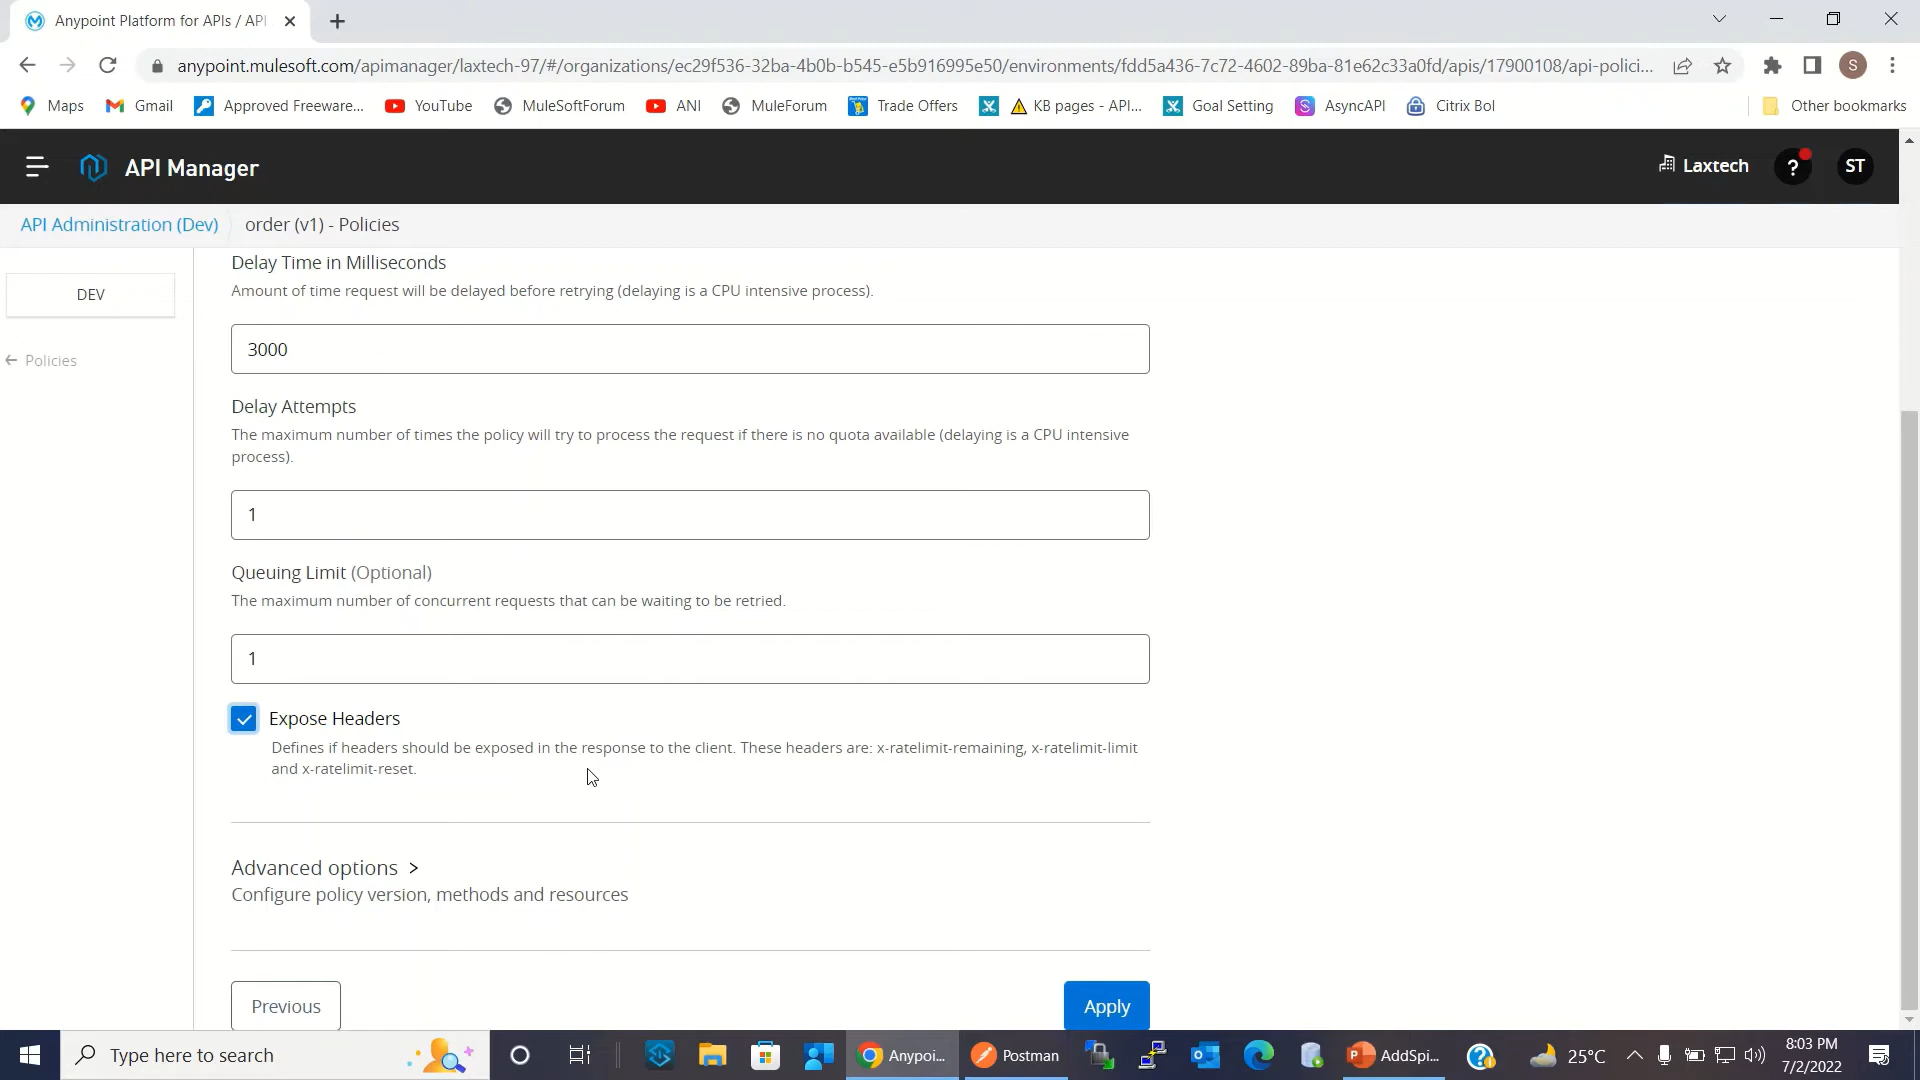 Anypoint Platform for APIs / API
anypoint.mulesoft.com/apimanager/laxtech-97/#/organizations/ec29f536-32ba-4b0b-b545-e5b916995e50/environments/fdd5a436-7c72-4602-89ba-81e62c33a0fd/apis/17900108/api-polici...
S
Maps
Gmail
Approved Freeware...
YouTube
MuleSoftForum
ANI
MuleForum
Trade Offers
KB pages - API...
Goal Setting
AsyncAPI
Citrix Bol
Other bookmarks
API Manager
Laxtech
?
ST
API Administration (Dev)
order (v1) - Policies
DEV
Policies
Delay Time in Milliseconds
Amount of time request will be delayed before retrying (delaying is a CPU intensive process).
3000
Delay Attempts
The maximum number of times the policy will try to process the request if there is no quota available (delaying is a CPU intensive
process).
1
Queuing Limit (Optional)
The maximum number of concurrent requests that can be waiting to be retried.
1
Expose Headers
Defines if headers should be exposed in the response to the client. These headers are: x-ratelimit-remaining, x-ratelimit-limit
and x-ratelimit-reset.
Advanced options >
Configure policy version, methods and resources
Previous
Apply
Type here to search
Anypoi...
Postman
AddSpi...
25°C
8:03 PM
7/2/2022